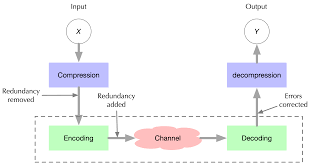 Input
Output
X
Y
Compression
decompression
Redundancy
removed
Redundancy
added
Errors
corrected
Encoding
Channel
Decoding